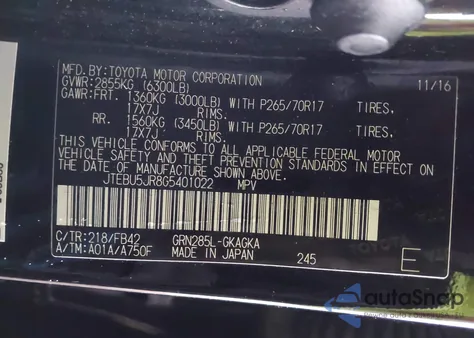 MFD.BY:TOYOTA MOTOR CORPORATION 11/16
GVWR:2855KG (6300LB)
GAWR:FRT. 1360KG (3000LB) WITH P265/70R17 TIRES.
17X7J RIMS.
RR. 1560KG (3450LB) WITH P265/70R17 TIRES.
17X7J RIMS.
THIS VEHICLE CONFORMS TO ALL APPLICABLE FEDERAL MOTOR
VEHICLE SAFETY AND THEFT PREVENTION STANDARDS IN EFFECT
ON THE DATE OF MANUFACTURE SHOWN ABOVE.
JTEBU5JR8G5401022 MPV
C/TR:218/FB42 GRN285L-GKAGKA
A/TM:A01A/A750F MADE IN JAPAN 245 E
autoSnap